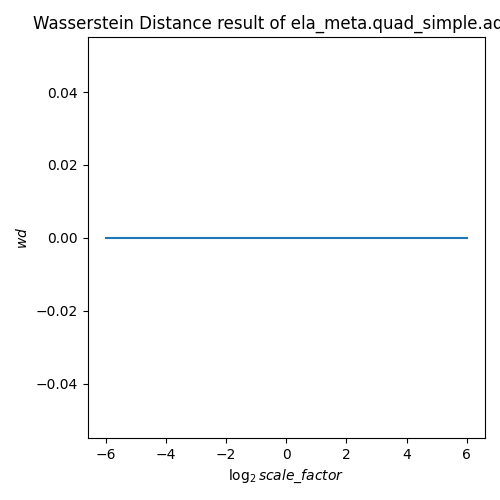 Wasserstein Distance result of ela_meta.quad_simple.ad
0.04
0.02
0.00
−0.02
−0.04
wd
−6 −4 −2 0 2 4 6
log₂ scale_factor